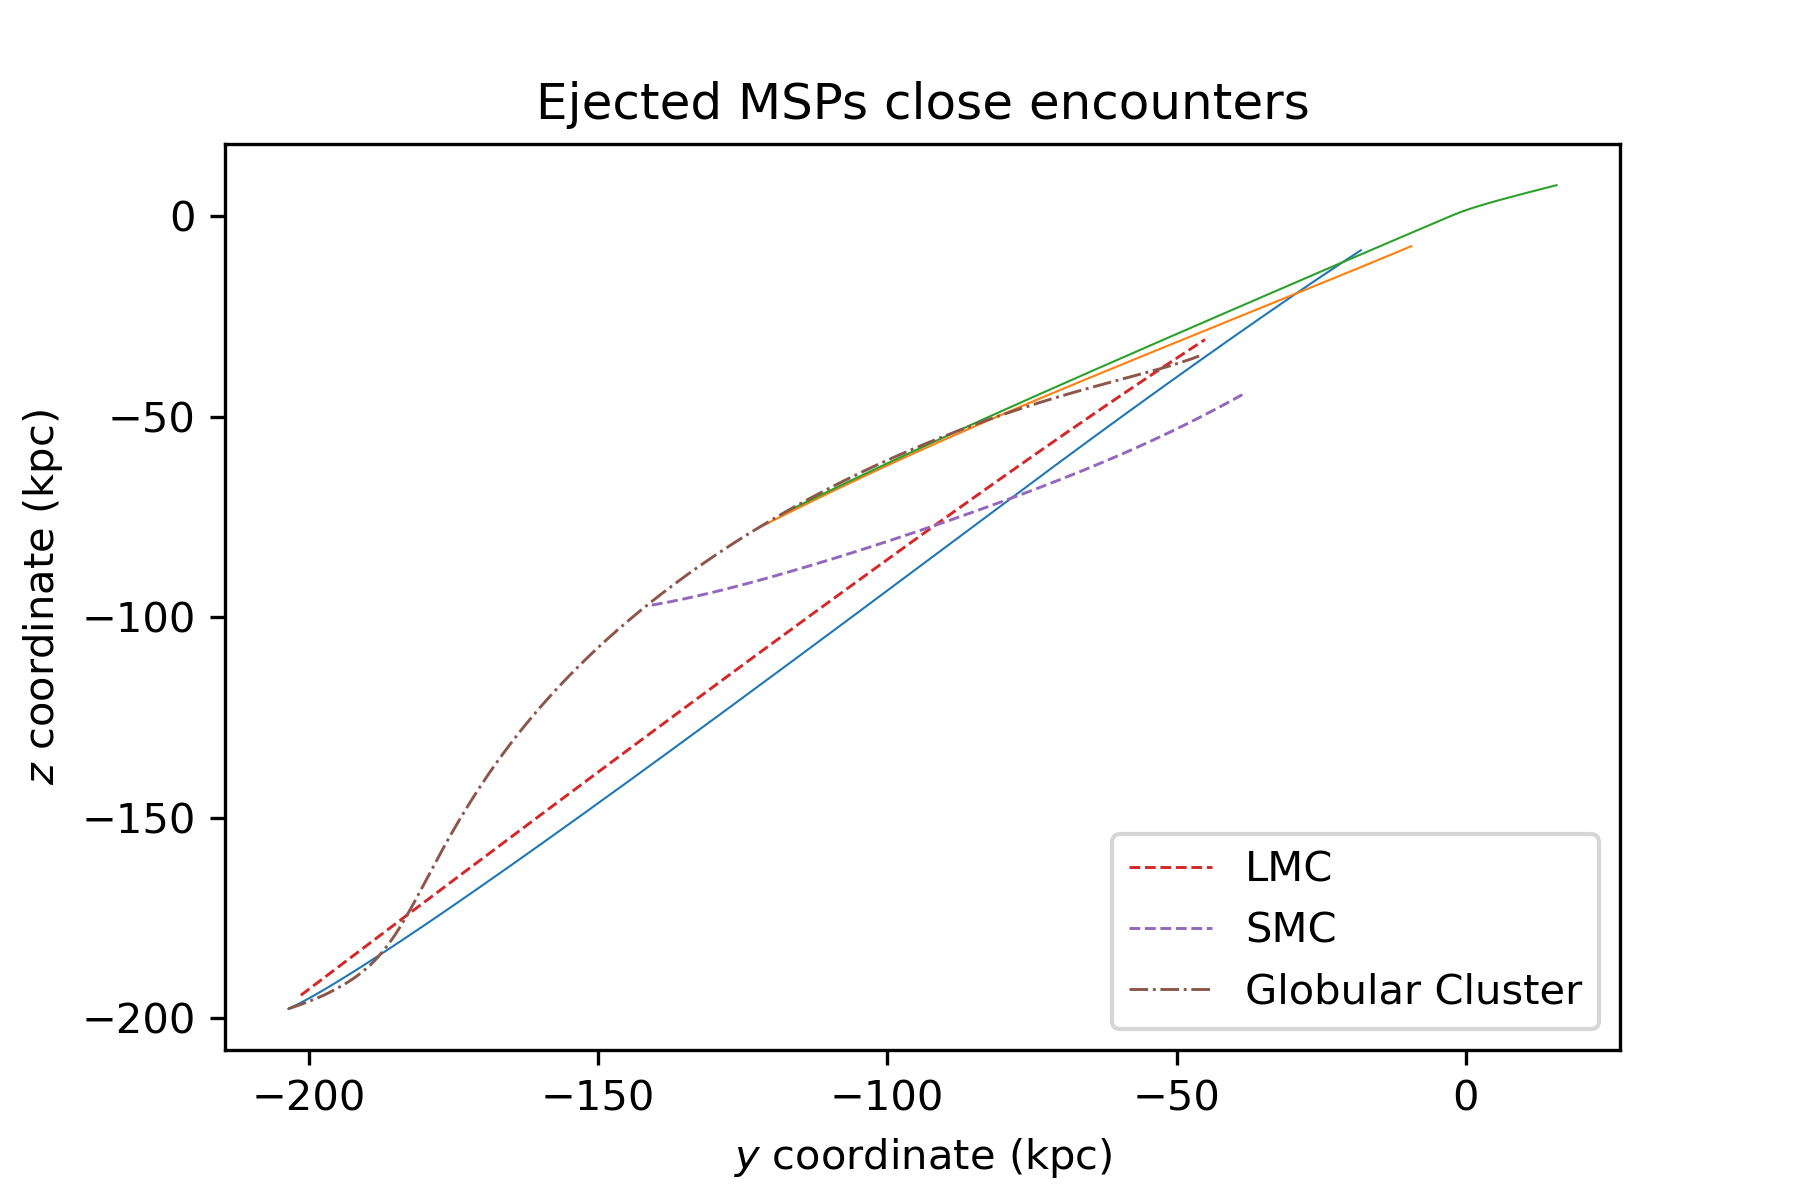 Ejected MSPs close encounters
0
−50
−100
−150
−200
z coordinate (kpc)
LMC
SMC
Globular Cluster
−200 −150 −100 −50 0
y coordinate (kpc)